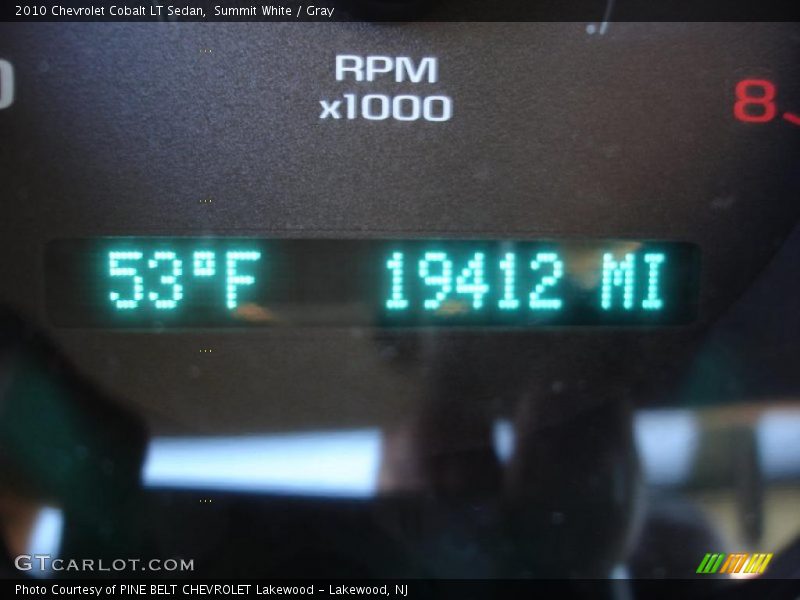 2010 Chevrolet Cobalt LT Sedan, Summit White / Gray
RPM
x1000
8
53°F 19412 MI
GTCARLOT.COM
Photo Courtesy of PINE BELT CHEVROLET Lakewood - Lakewood, NJ